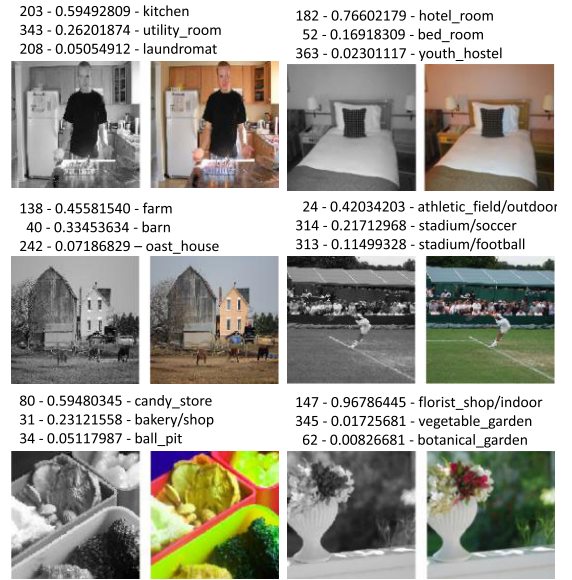 203 - 0.59492809 - kitchen
343 - 0.26201874 - utility_room
208 - 0.05054912 - laundromat
182 - 0.76602179 - hotel_room
52 - 0.16918309 - bed_room
363 - 0.02301117 - youth_hostel
138 - 0.45581540 - farm
40 - 0.33453634 - barn
242 - 0.07186829 – oast_house
24 - 0.42034203 - athletic_field/outdoor
314 - 0.21712968 - stadium/soccer
313 - 0.11499328 - stadium/football
80 - 0.59480345 - candy_store
31 - 0.23121558 - bakery/shop
34 - 0.05117987 - ball_pit
147 - 0.96786445 - florist_shop/indoor
345 - 0.01725681 - vegetable_garden
62 - 0.00826681 - botanical_garden